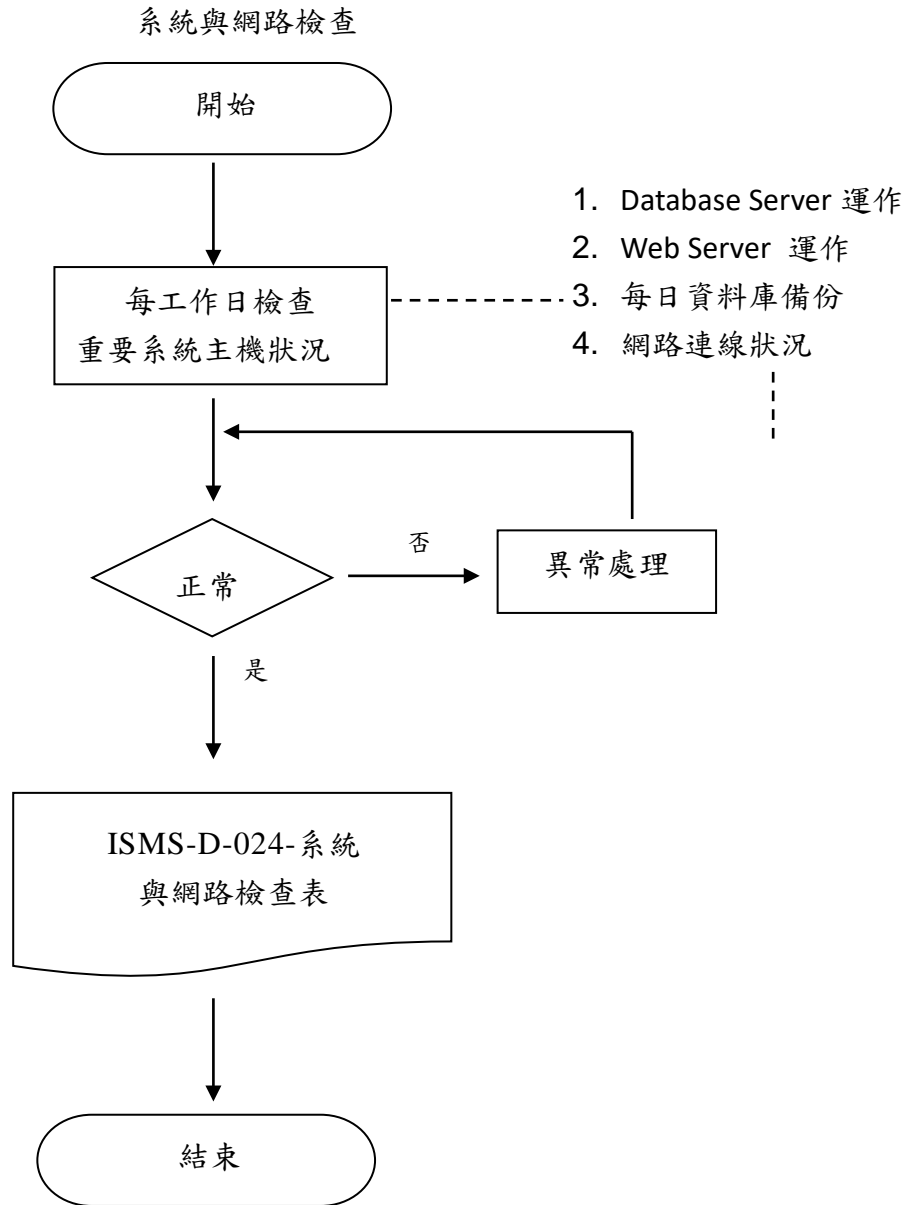 系統與網路檢查
開始
每工作日檢查
重要系統主機狀況
1. Database Server 運作
2. Web Server 運作
3. 每日資料庫備份
4. 網路連線狀況
正常
否
異常處理
是
ISMS-D-024-系統
與網路檢查表
結束